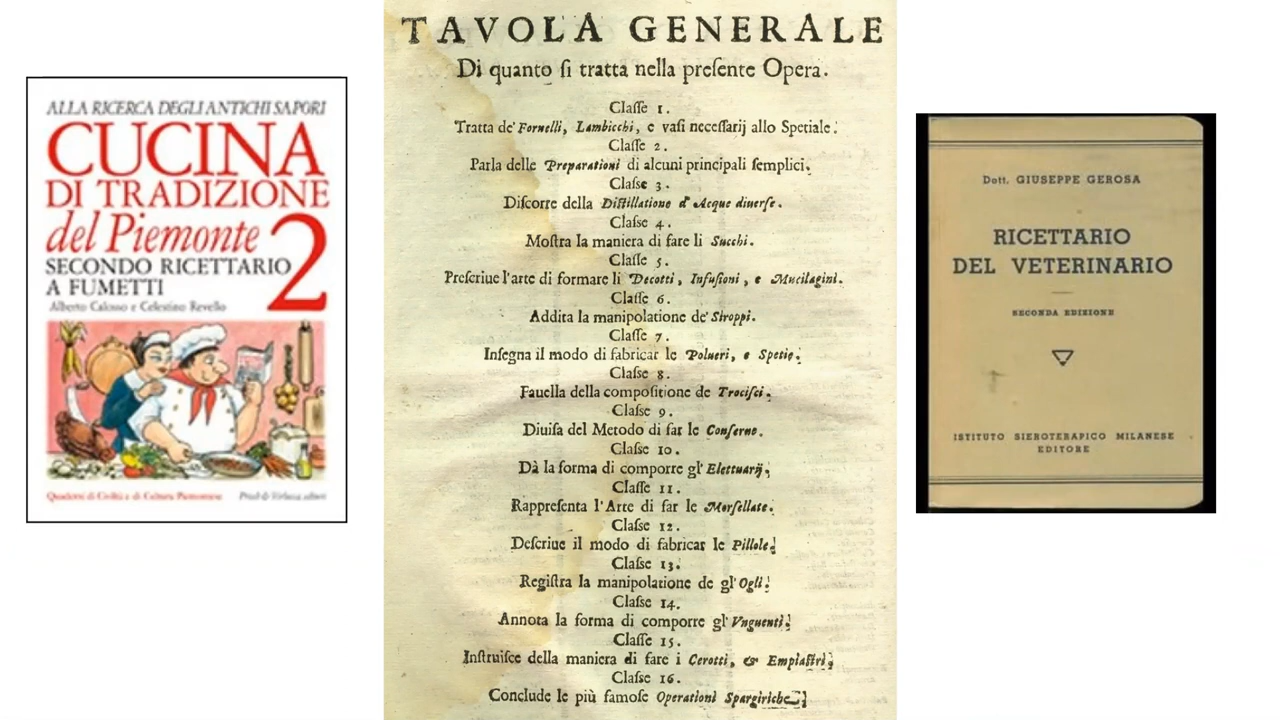 ALLA RICERCA DEGLI ANTICHI SAPORI
CUCINA
DI TRADIZIONE
del Piemonte
SECONDO RICETTARIO
A FUMETTI
2
Alberto Calosso e Celestino Revello
Quaderni di Civiltà e di Cultura Piemontese
editori
TAVOLA GENERALE
Di quanto ſi tratta nella preſente Opera.
Claſſe 1.
Tratta de' Fornelli, Lambicchi, e vaſi neceſſarij allo Spetiale.
Claſſe 2.
Parla delle Preparationi di alcuni principali ſemplici.
Claſſe 3.
Diſcorre della Diſtillatione d'Acque diuerſe.
Claſſe 4.
Moſtra la maniera di fare li Succhi.
Claſſe 5.
Preſcriue l'arte di formare li Decotti, Infuſioni, e Mucilagini.
Claſſe 6.
Addita la manipolatione de' Siroppi.
Claſſe 7.
Inſegna il modo di fabricar le Polueri, e Spetie.
Claſſe 8.
Fauella della compoſitione de Trociſci.
Claſſe 9.
Diuiſa del Metodo di far le Conſerue.
Claſſe 10.
Dà la forma di comporre gl' Elettuarij.
Claſſe 11.
Rappreſenta l'Arte di far le Morſellate.
Claſſe 12.
Deſcriue il modo di fabricar le Pillole.
Claſſe 13.
Regiſtra la manipolatione de gl' Ogli.
Claſſe 14.
Annota la forma di comporre gl' Vnguenti.
Claſſe 15.
Inſtruiſce della maniera di fare i Cerotti, & Empiaſtri.
Claſſe 16.
Conclude le più famoſe Operationi Spargiriche.
Dott. GIUSEPPE GEROSA
RICETTARIO
DEL VETERINARIO
SECONDA EDIZIONE
ISTITUTO SIEROTERAPICO MILANESE
EDITORE